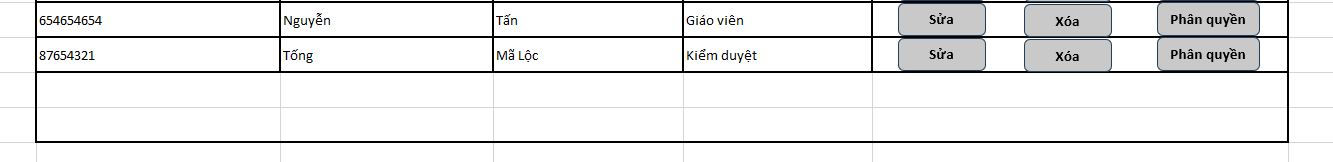 654654654 Nguyễn Tấn Giáo viên Sửa Xóa Phân quyền
87654321 Tống Mã Lộc Kiểm duyệt Sửa Xóa Phân quyền